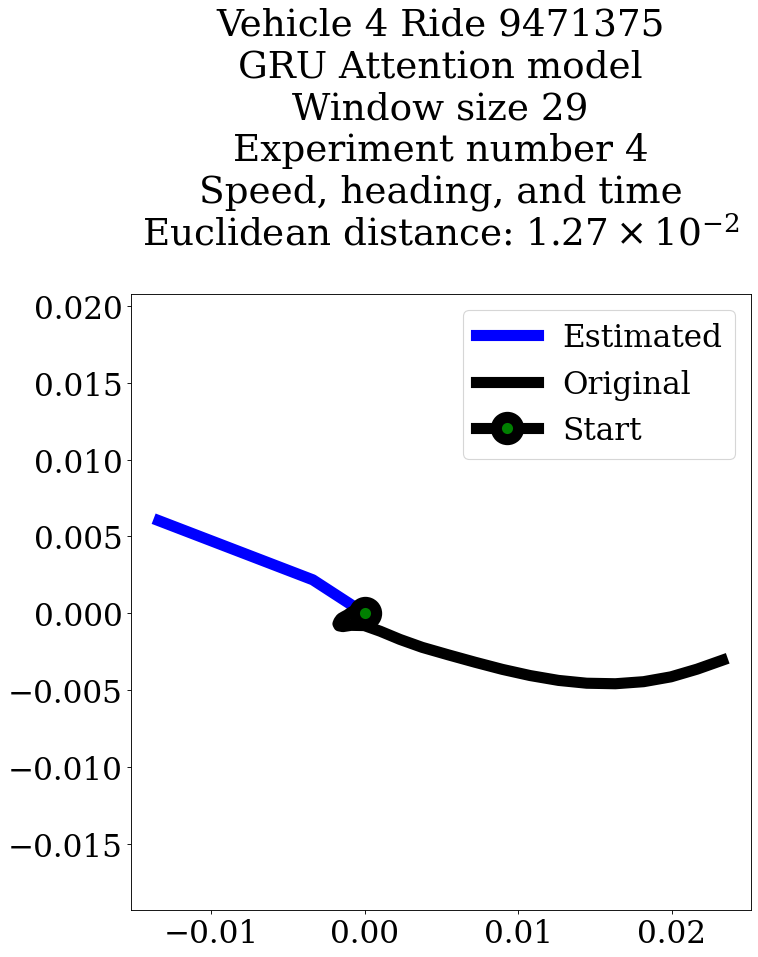 Vehicle 4 Ride 9471375
GRU Attention model
Window size 29
Experiment number 4
Speed, heading, and time
Euclidean distance: 1.27 × 10⁻²
Estimated
Original
Start
0.020
0.015
0.010
0.005
0.000
−0.005
−0.010
−0.015
−0.01 0.00 0.01 0.02